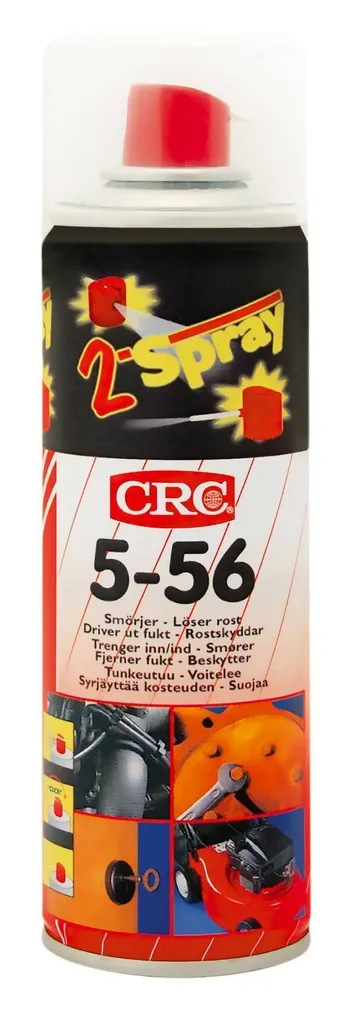 2-Spray
CRC
5-56
Smörjer - Löser rost
Driver ut fukt - Rostskyddar
Trenger inn/ind - Smører
Fjerner fukt - Beskytter
Tunkeutuu - Voitelee
Syrjäyttää kosteuden - Suojaa
"CLICK"